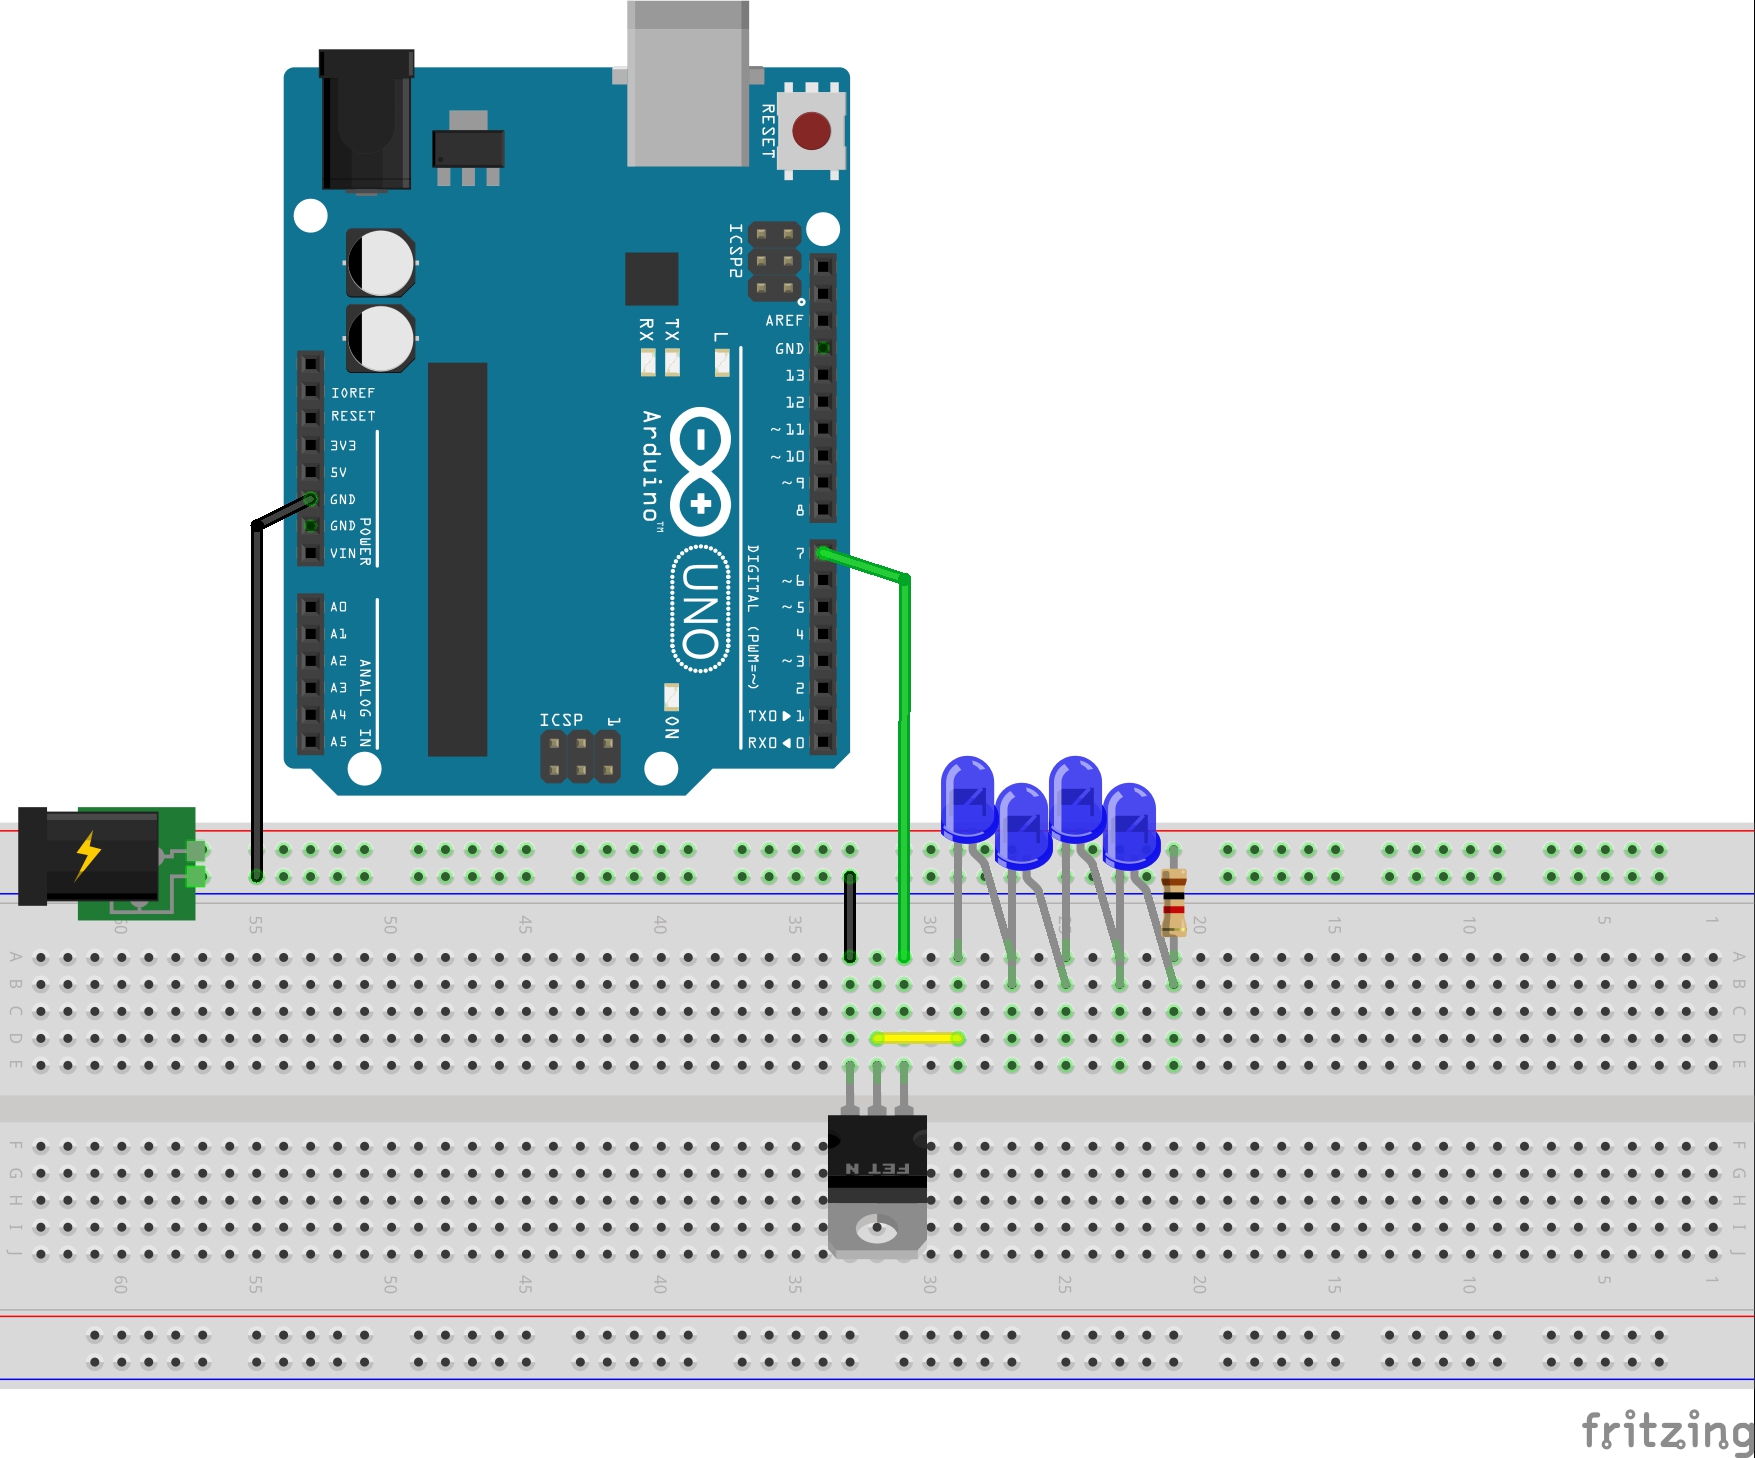 RESET
ICSP2
AREF
GND
13
12
~11
~10
~9
8
7
~6
~5
4
~3
2
TX0▶1
RX0◀0
DIGITAL (PWM=~)
RX
TX
L
Arduino™
UNO
ON
ICSP
1
IOREF
RESET
3V3
5V
GND
GND
VIN
POWER
A0
A1
A2
A3
A4
A5
ANALOG IN
60 55 50 45 40 35 30 25 20 15 10 5 1
A A
B B
C C
D D
E E
FET N
F F
G G
H H
I I
J J
60 55 50 45 40 35 30 25 20 15 10 5 1
fritzing